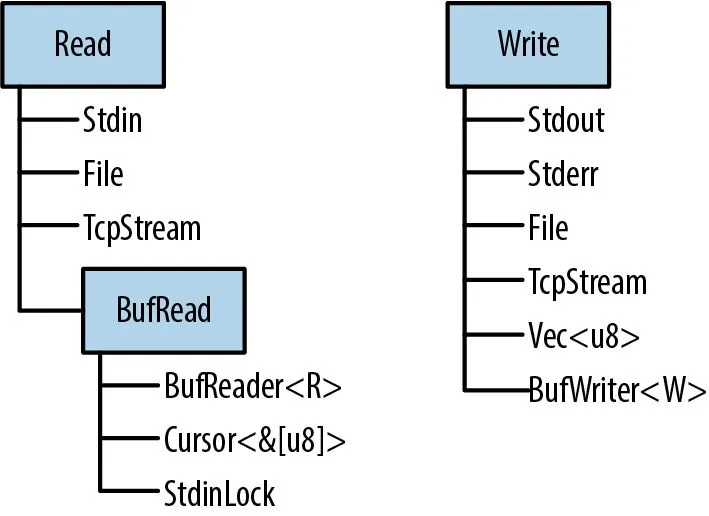 Read
Stdin
File
TcpStream
BufRead
BufReader<R>
Cursor<&[u8]>
StdinLock
Write
Stdout
Stderr
File
TcpStream
Vec<u8>
BufWriter<W>